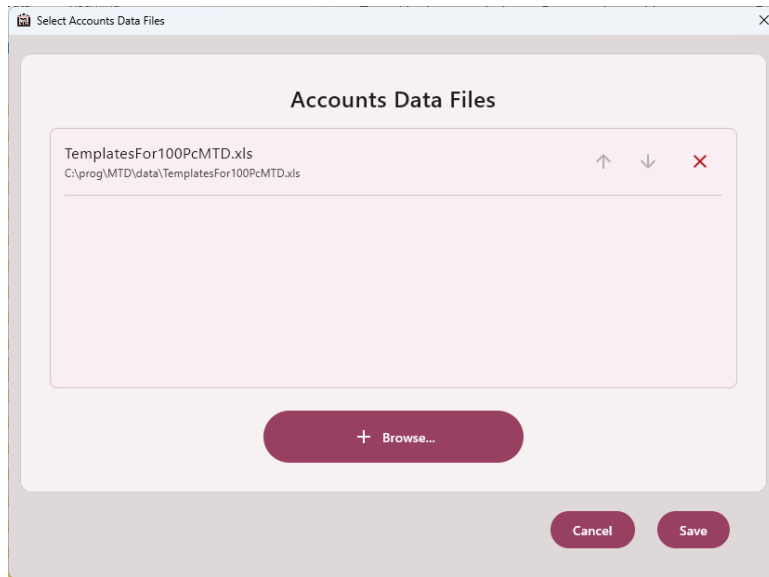 Select Accounts Data Files
Accounts Data Files
TemplatesFor100PcMTD.xls
C:\prog\MTD\data\TemplatesFor100PcMTD.xls
+ Browse...
Cancel
Save